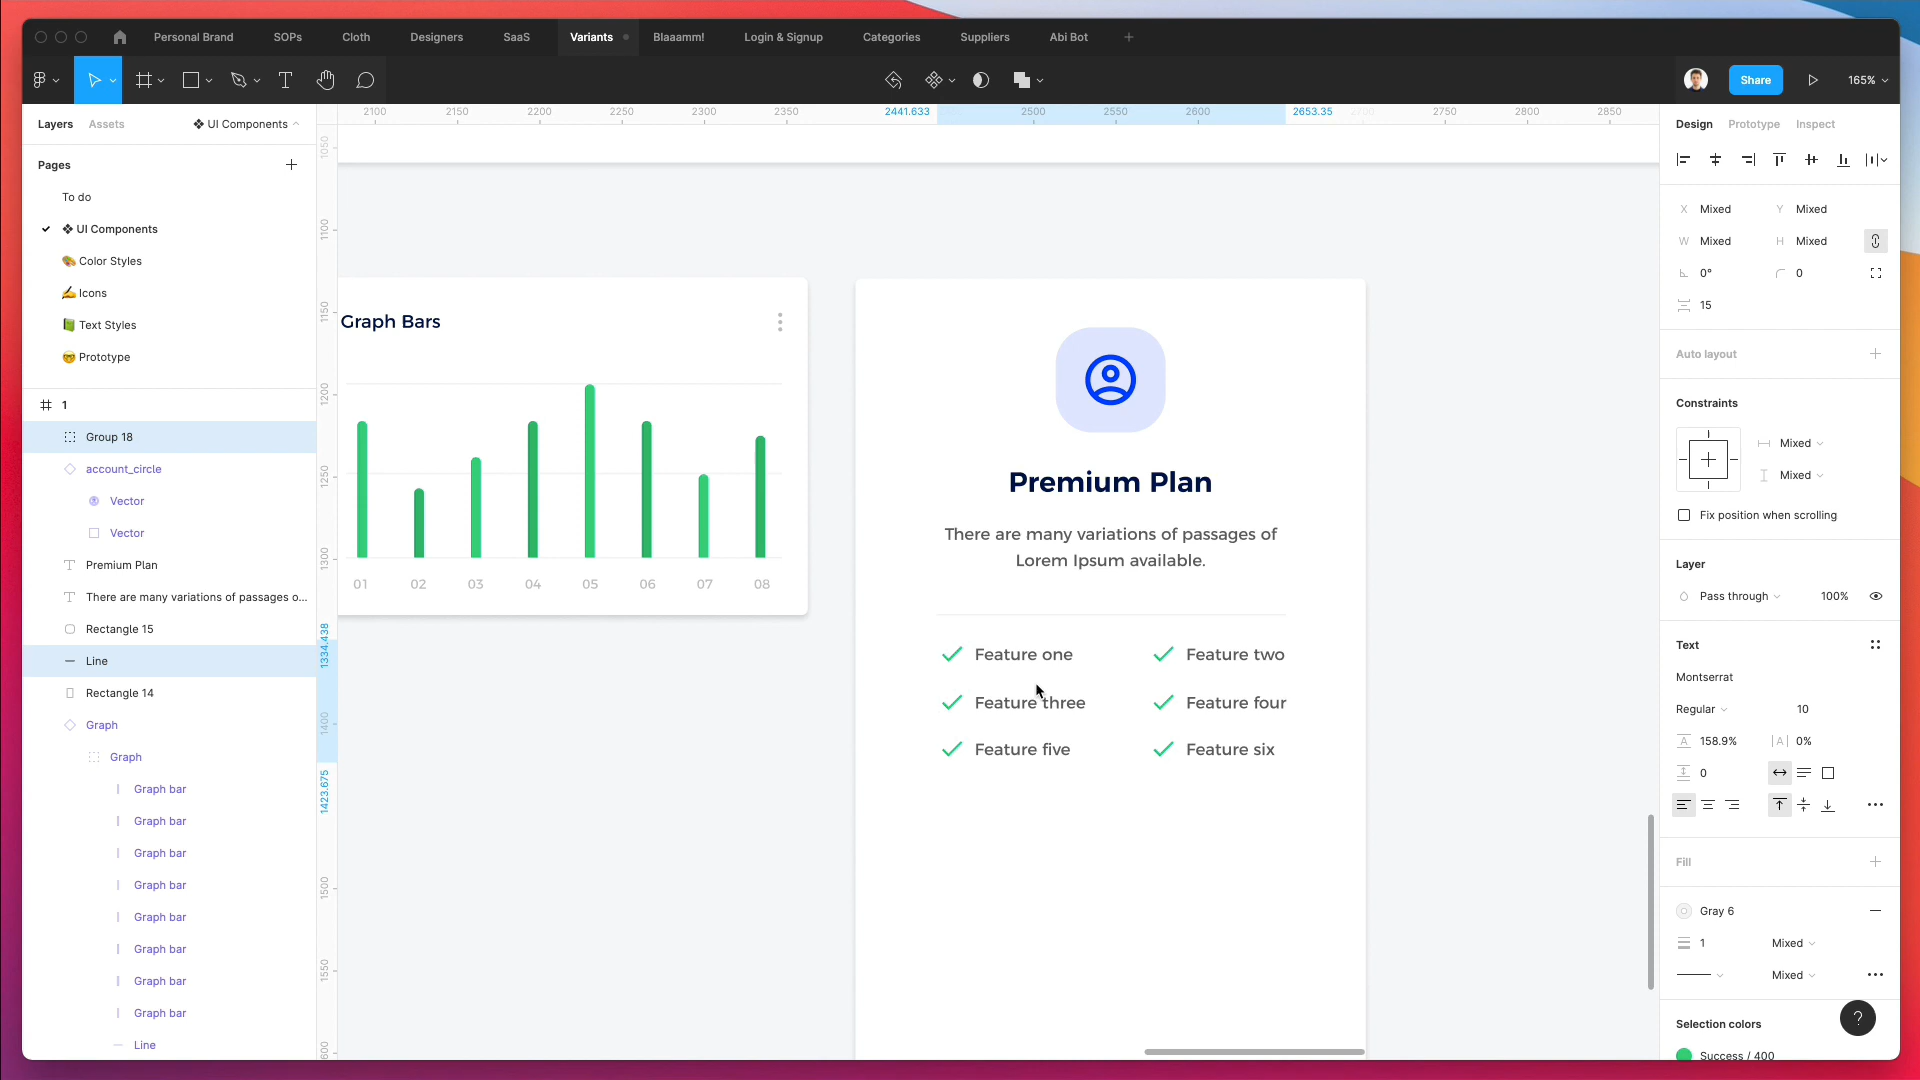 Personal Brand SOPs Cloth Designers SaaS Variants Blaaamm! Login & Signup Categories Suppliers Abi Bot
Share 165%
Layers Assets UI Components
Pages
To do
UI Components
Color Styles
Icons
Text Styles
Prototype
1
Group 18
account_circle
Vector
Vector
Premium Plan
There are many variations of passages o...
Rectangle 15
Line
Rectangle 14
Graph
Graph
Graph bar
Graph bar
Graph bar
Graph bar
Graph bar
Graph bar
Graph bar
Graph bar
Line
2100 2150 2200 2250 2300 2350 2441.633 2500 2550 2600 2653.35 2700 2750 2800 2850
1050
1100
1150
1200
1250
1300
1334.438
1400
1423.675
1500
1550
Graph Bars
01 02 03 04 05 06 07 08
Premium Plan
There are many variations of passages of
Lorem Ipsum available.
Feature one Feature two
Feature three Feature four
Feature five Feature six
Design Prototype Inspect
X Mixed Y Mixed
W Mixed H Mixed
0° 0
15
Auto layout
Constraints
Mixed
Mixed
Fix position when scrolling
Layer
Pass through 100%
Text
Montserrat
Regular 10
158.9% 0%
0
Fill
Gray 6
1 Mixed
Mixed
Selection colors
?
Success / 400